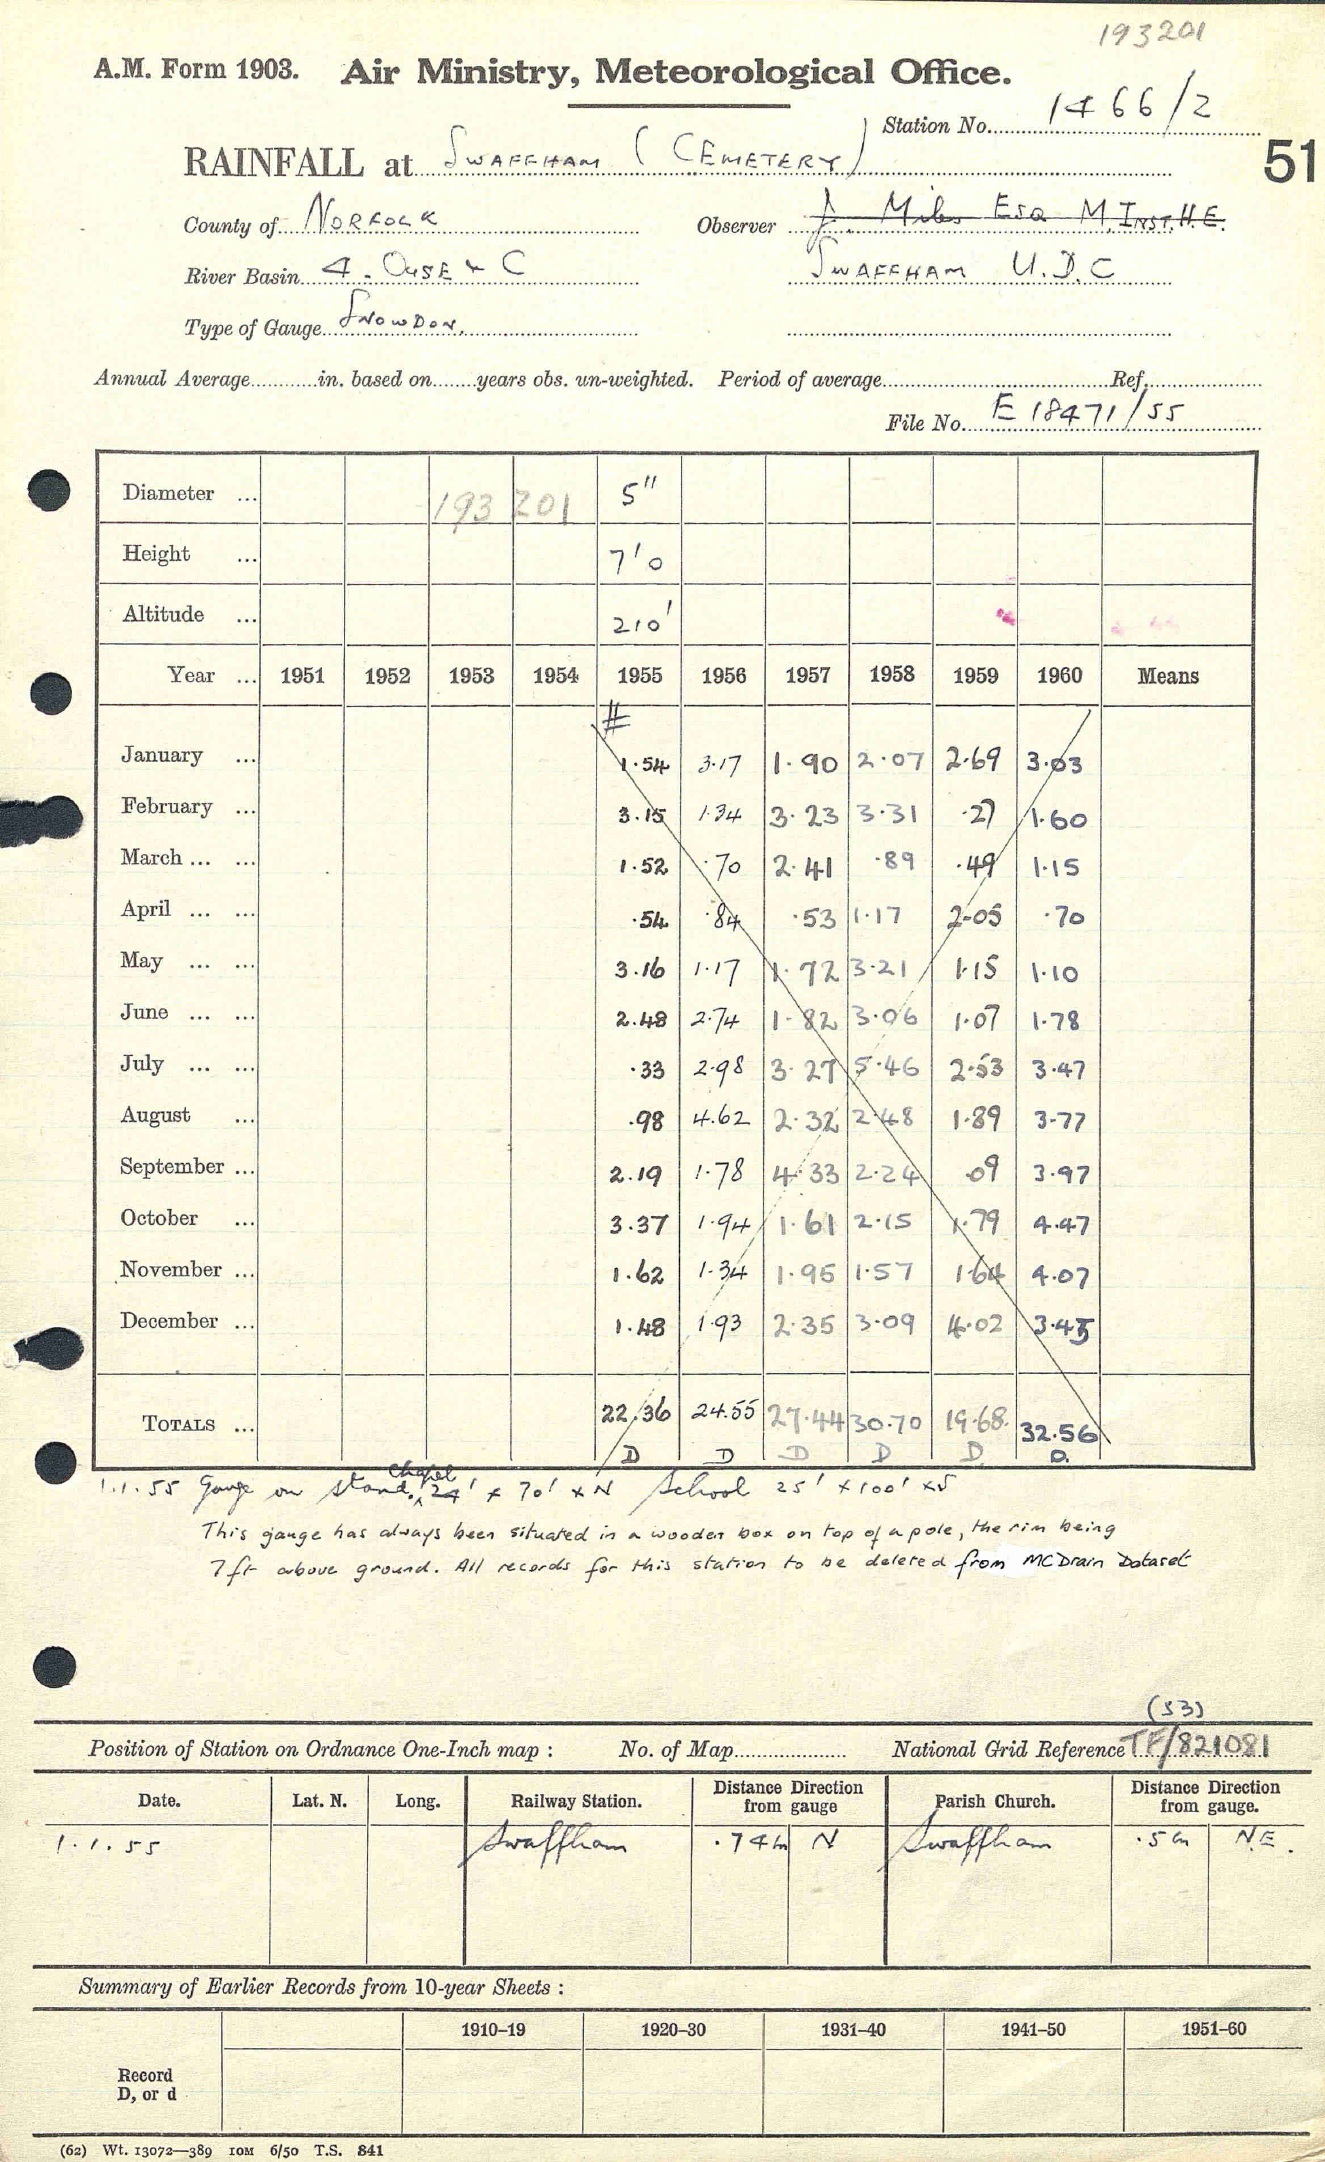 193201
A.M. Form 1903. Air Ministry, Meteorological Office.
Station No. 1466/2
RAINFALL at SWAFFHAM (CEMETERY)
51
County of NORFOLK Observer J. Miles Esq M.INST.H.E.
River Basin 4. OUSE & C SWAFFHAM U.D.C
Type of Gauge SNOWDON.
Annual Average in. based on years obs. un-weighted. Period of average Ref.
File No. E 18471/55
Diameter ... 193 201 5"
Height ... 7'0
Altitude ... 210'
Year ... 1951 1952 1953 1954 1955 1956 1957 1958 1959 1960 Means
#
January ... 1.54 3.17 1.90 2.07 2.69 3.03
February ... 3.15 1.34 3.23 3.31 .27 1.60
March ... ... 1.52 .70 2.41 .89 .49 1.15
April ... ... .54 .84 .53 1.17 2.05 .70
May ... ... 3.16 1.17 1.72 3.21 1.15 1.10
June ... ... 2.48 2.74 1.82 3.06 1.07 1.78
July ... ... .33 2.98 3.27 5.46 2.53 3.47
August ... .98 4.62 2.32 2.48 1.89 3.77
September ... 2.19 1.78 4.33 2.24 .09 3.97
October ... 3.37 1.94 1.61 2.15 1.79 4.47
November ... 1.62 1.34 1.95 1.57 1.64 4.07
December ... 1.48 1.93 2.35 3.09 4.02 3.45
TOTALS ... 22.36 24.55 27.44 30.70 19.68 32.56
D D D D D D.
1.1.55 Gauge on stand. Chapel 24' x 70' x N School 25' x 100' x S
This gauge has always been situated in a wooden box on top of a pole, the rim being
7ft above ground. All records for this station to be deleted from MCDrain Dataset
(53)
Position of Station on Ordnance One-Inch map : No. of Map National Grid Reference TF/821081
Date. Lat. N. Long. Railway Station. Distance Direction from gauge Parish Church. Distance Direction from gauge.
1.1.55 Swaffham .74m N Swaffham .5m N.E.
Summary of Earlier Records from 10-year Sheets :
1910–19 1920–30 1931–40 1941–50 1951–60
Record
D, or d
(62) Wt. 13072—389 10M 6/50 T.S. 841